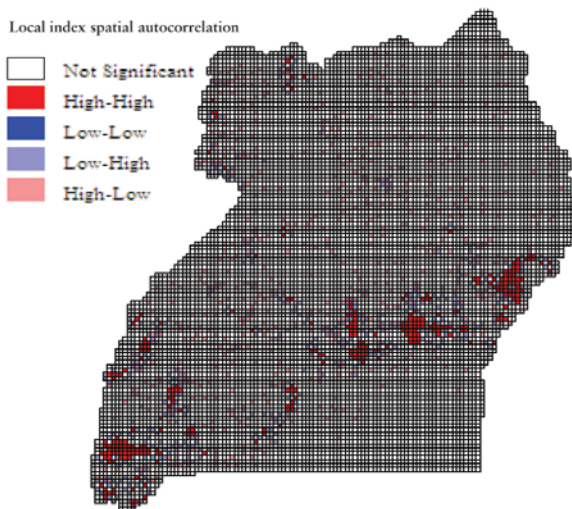 Local index spatial autocorrelation
Not Significant
High-High
Low-Low
Low-High
High-Low